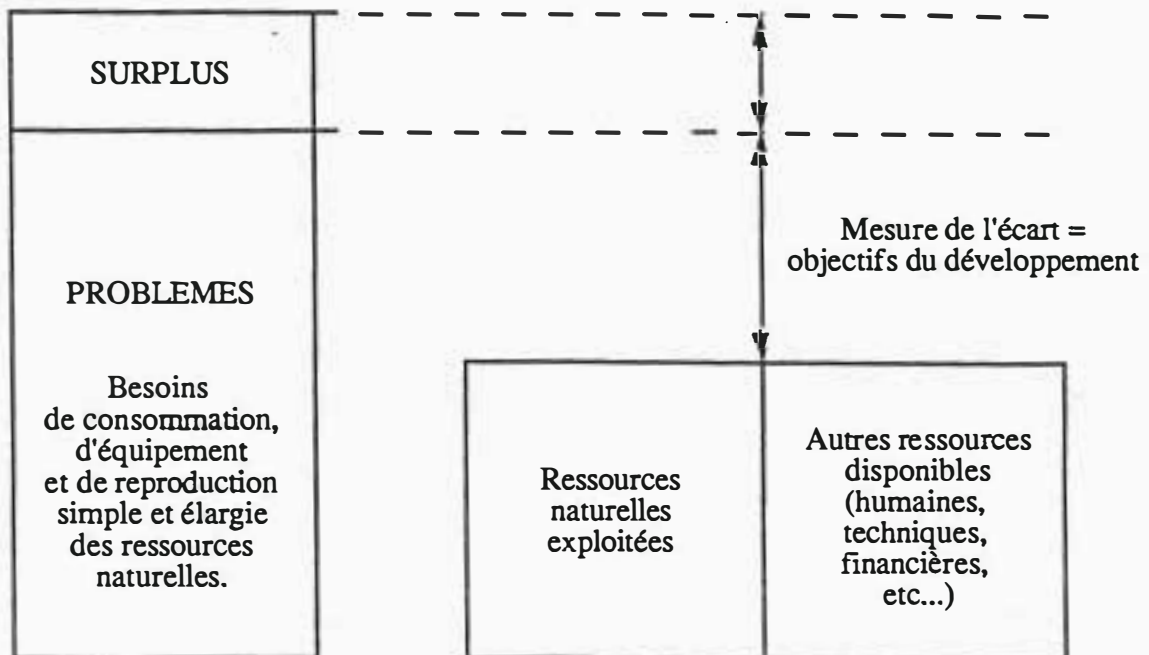 SURPLUS
PROBLEMES
Besoins
de consommation,
d'équipement
et de reproduction
simple et élargie
des ressources
naturelles.
Mesure de l'écart =
objectifs du développement
Ressources
naturelles
exploitées
Autres ressources
disponibles
(humaines,
techniques,
financières,
etc...)